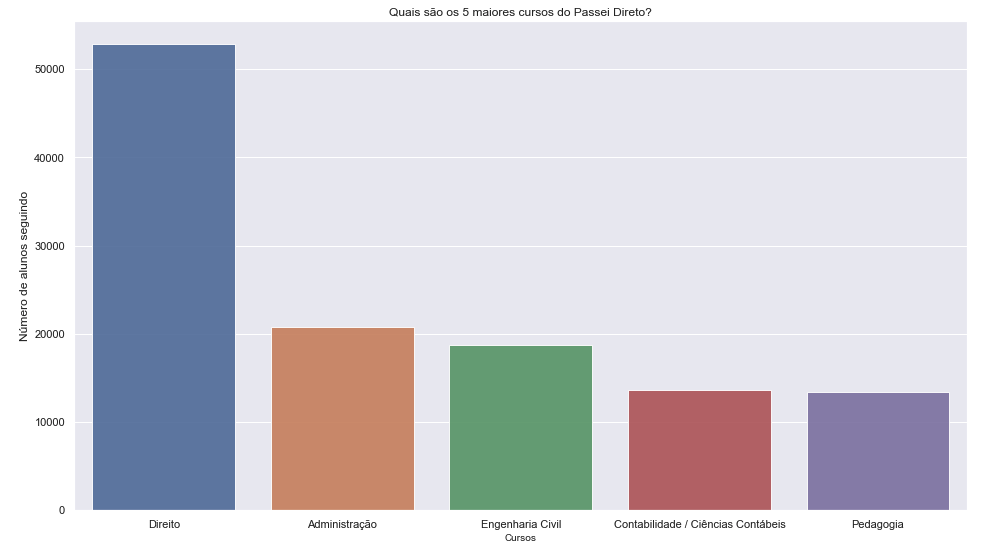 Quais são os 5 maiores cursos do Passei Direto?
Número de alunos seguindo
50000
40000
30000
20000
10000
0
Direito
Administração
Engenharia Civil
Contabilidade / Ciências Contábeis
Pedagogia
Cursos